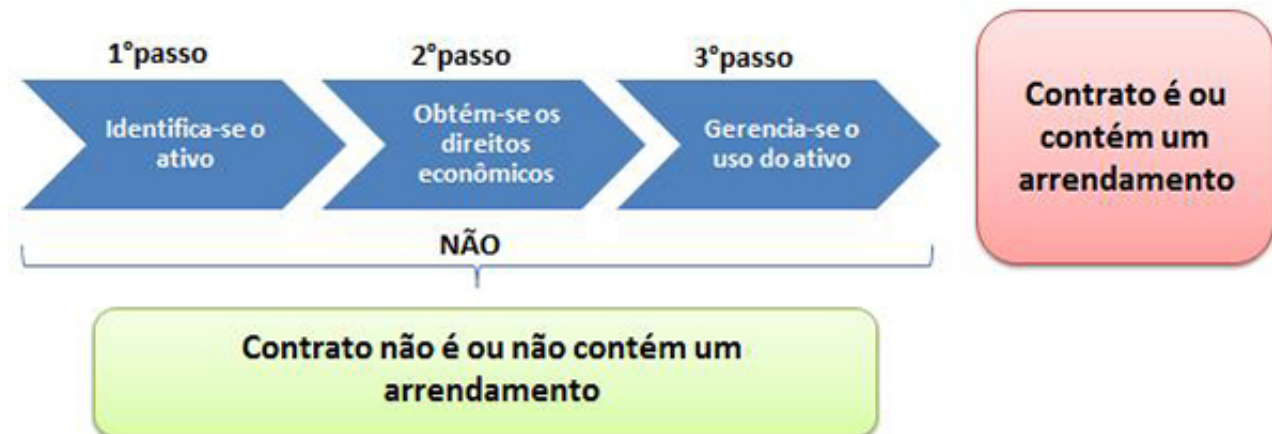 1°passo
Identifica-se o
ativo
2°passo
Obtém-se os
direitos
econômicos
3°passo
Gerencia-se o
uso do ativo
Contrato é ou
contém um
arrendamento
NÃO
Contrato não é ou não contém um
arrendamento